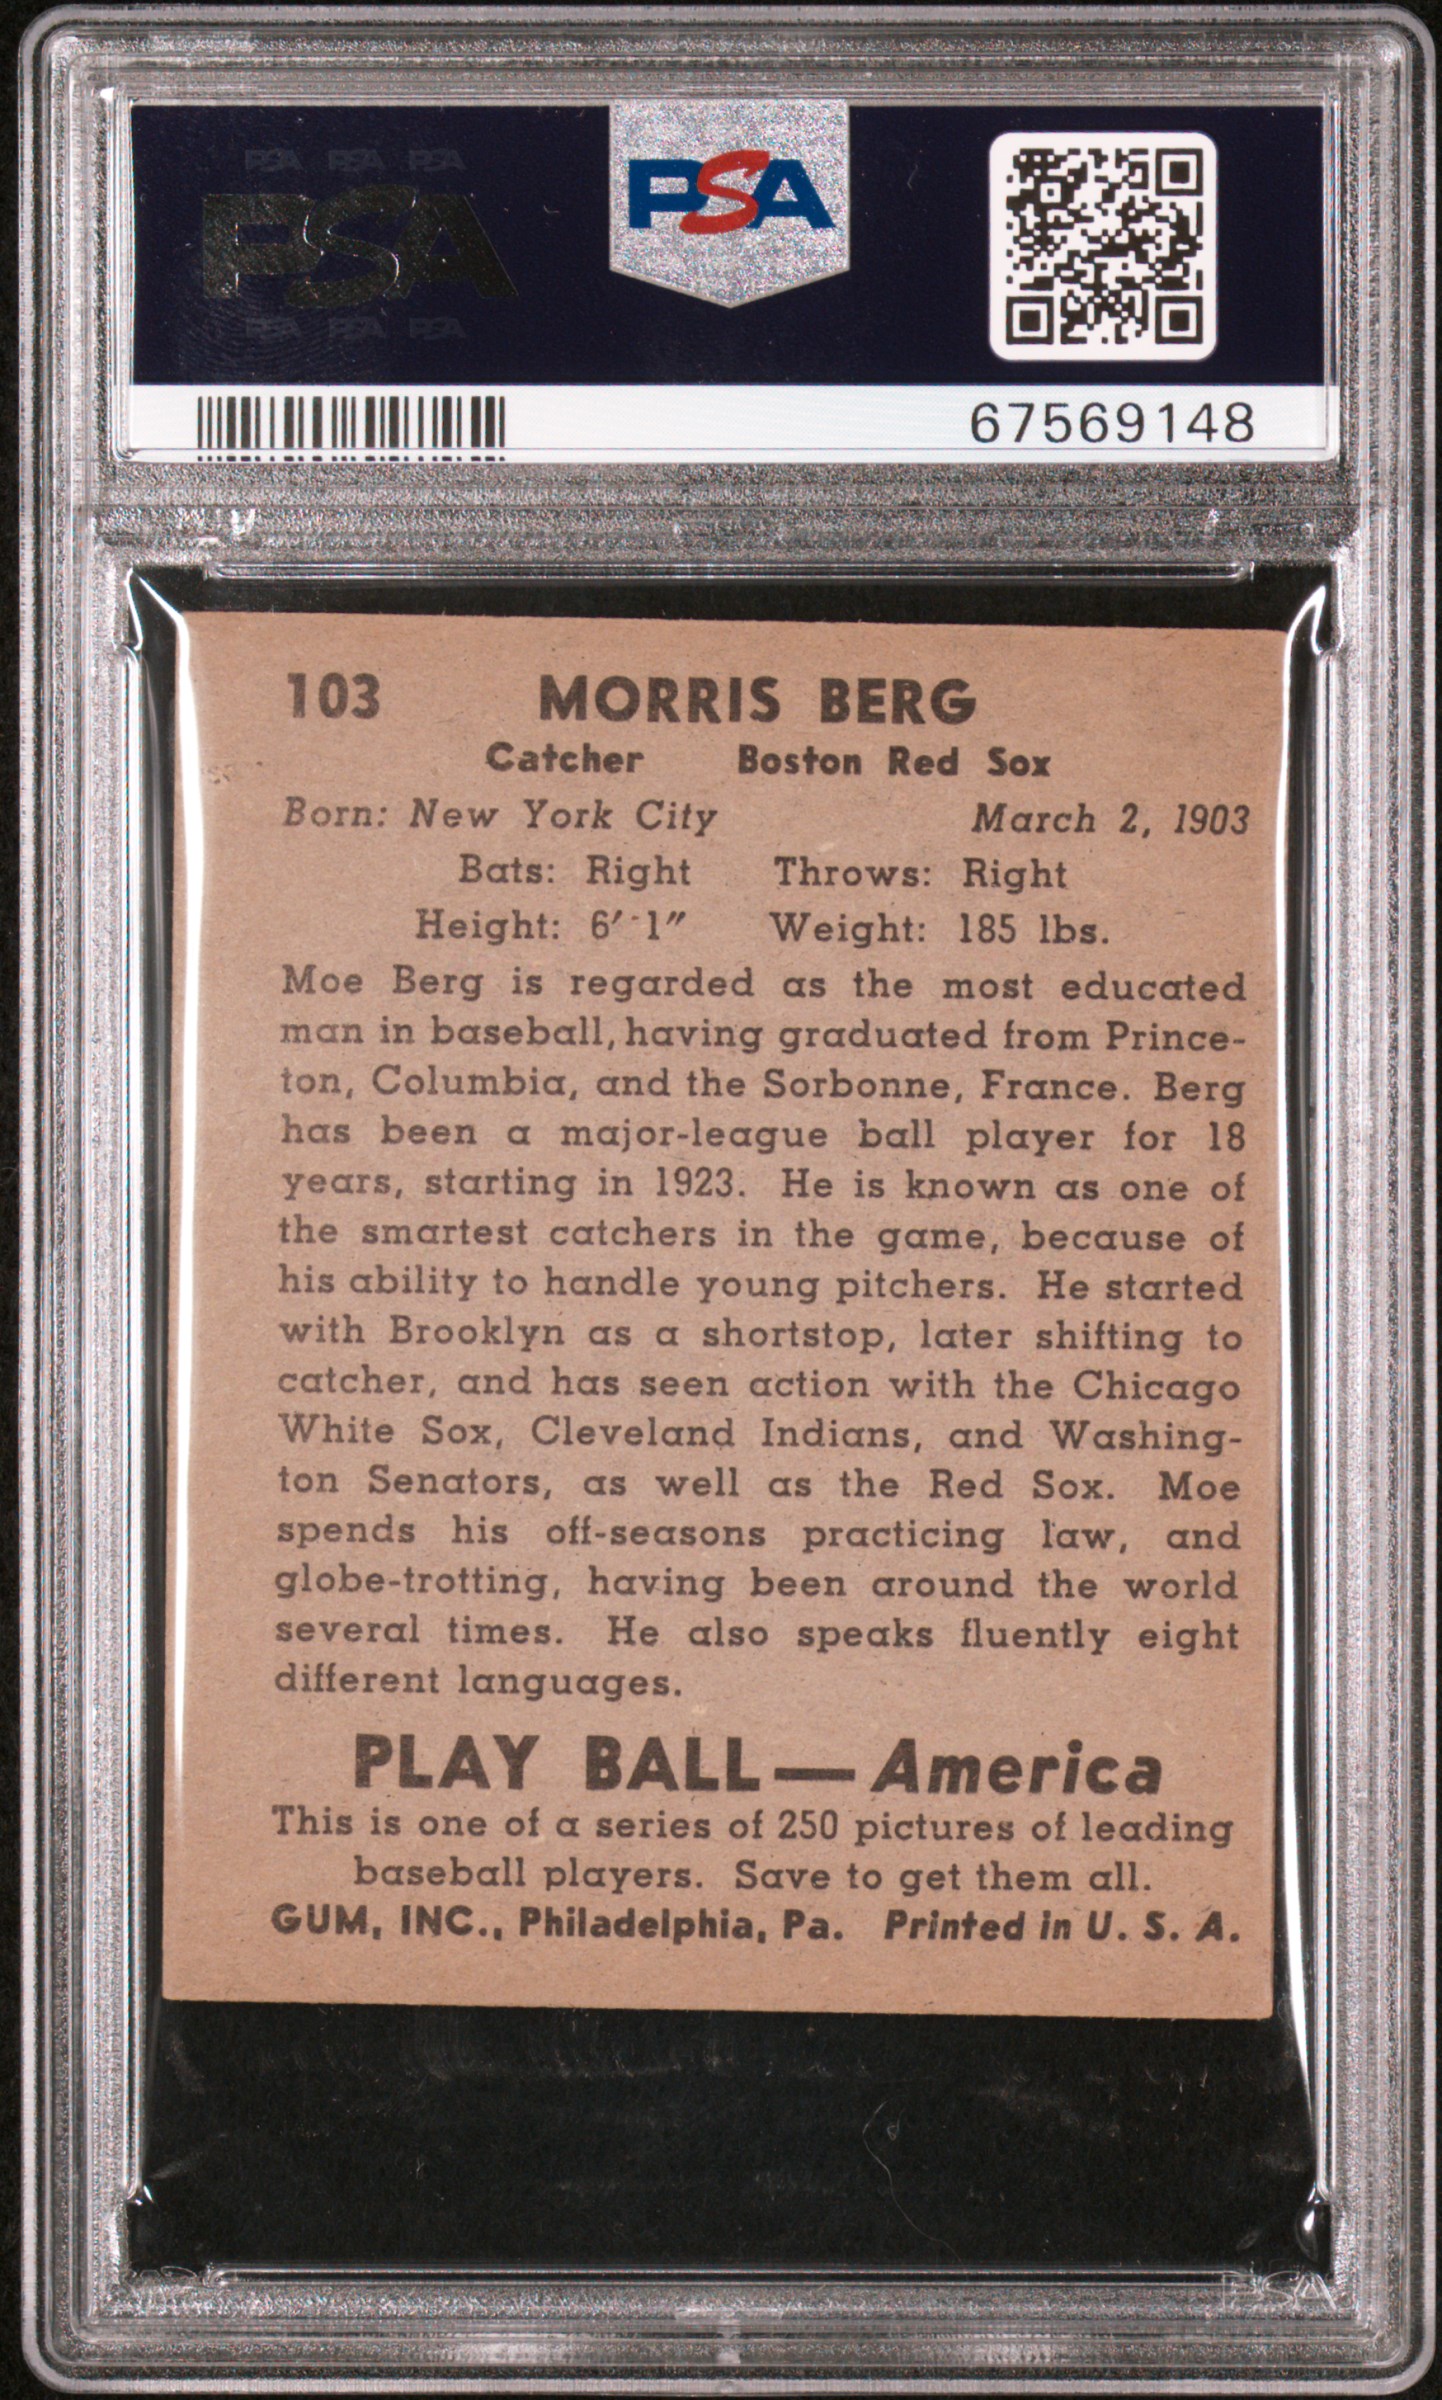 PSA PSA PSA
PSA
PSA PSA PSA
PSA
67569148
103 MORRIS BERG
Catcher Boston Red Sox
Born: New York City March 2, 1903
Bats: Right Throws: Right
Height: 6' 1" Weight: 185 lbs.
Moe Berg is regarded as the most educated
man in baseball, having graduated from Prince-
ton, Columbia, and the Sorbonne, France. Berg
has been a major-league ball player for 18
years, starting in 1923. He is known as one of
the smartest catchers in the game, because of
his ability to handle young pitchers. He started
with Brooklyn as a shortstop, later shifting to
catcher, and has seen action with the Chicago
White Sox, Cleveland Indians, and Washing-
ton Senators, as well as the Red Sox. Moe
spends his off-seasons practicing law, and
globe-trotting, having been around the world
several times. He also speaks fluently eight
different languages.
PLAY BALL—America
This is one of a series of 250 pictures of leading
baseball players. Save to get them all.
GUM, INC., Philadelphia, Pa. Printed in U. S. A.
PSA